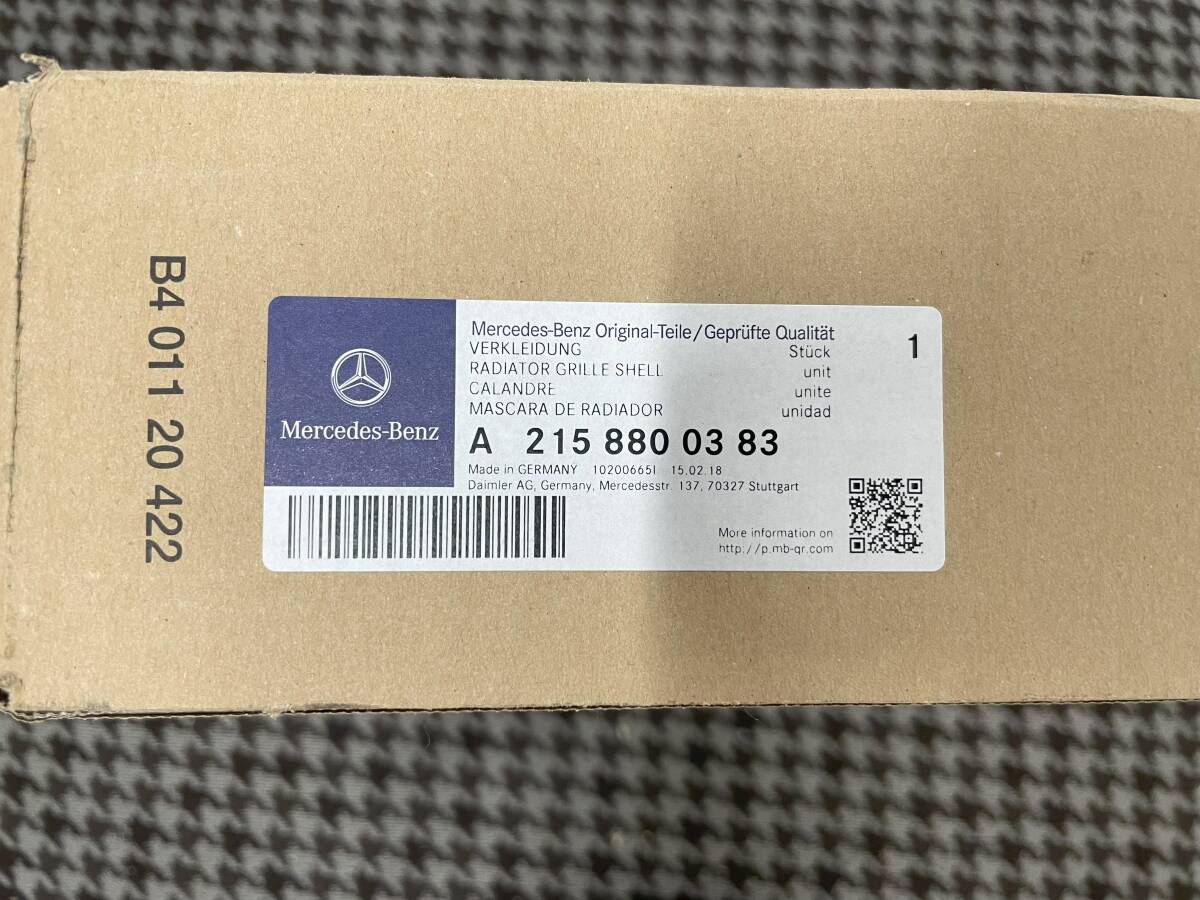 B4 011 20 422
Mercedes-Benz
Mercedes-Benz Original-Teile/Geprüfte Qualität
VERKLEIDUNG Stück 1
RADIATOR GRILLE SHELL unit
CALANDRE unite
MASCARA DE RADIADOR unidad
A 215 880 03 83
Made in GERMANY 10200665I 15.02.18
Daimler AG, Germany, Mercedesstr. 137, 70327 Stuttgart
More information on
http://p.mb-qr.com